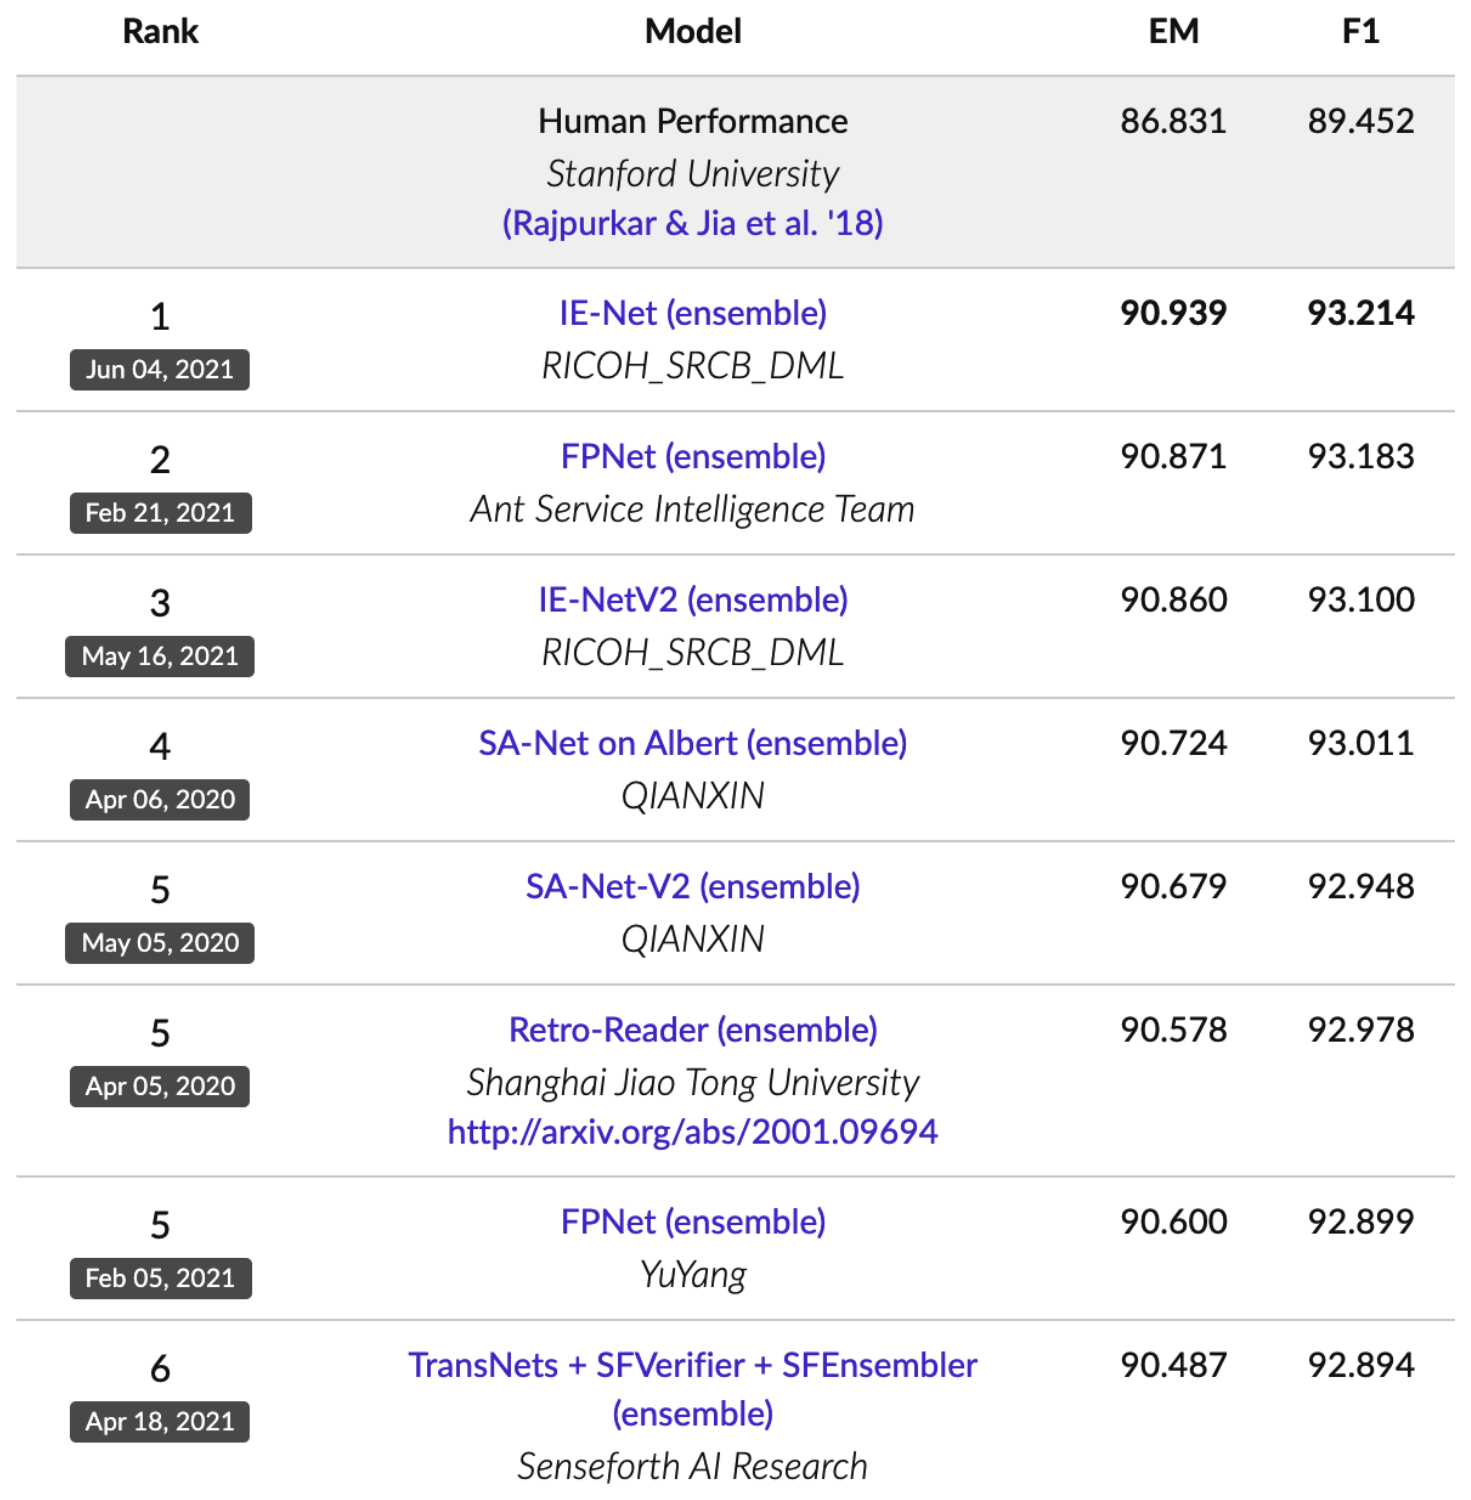 Rank Model EM F1
Human Performance 86.831 89.452
Stanford University
(Rajpurkar & Jia et al. '18)
1 IE-Net (ensemble) 90.939 93.214
Jun 04, 2021 RICOH_SRCB_DML
2 FPNet (ensemble) 90.871 93.183
Feb 21, 2021 Ant Service Intelligence Team
3 IE-NetV2 (ensemble) 90.860 93.100
May 16, 2021 RICOH_SRCB_DML
4 SA-Net on Albert (ensemble) 90.724 93.011
Apr 06, 2020 QIANXIN
5 SA-Net-V2 (ensemble) 90.679 92.948
May 05, 2020 QIANXIN
5 Retro-Reader (ensemble) 90.578 92.978
Apr 05, 2020 Shanghai Jiao Tong University
http://arxiv.org/abs/2001.09694
5 FPNet (ensemble) 90.600 92.899
Feb 05, 2021 YuYang
6 TransNets + SFVerifier + SFEnsembler 90.487 92.894
Apr 18, 2021 (ensemble)
Senseforth AI Research